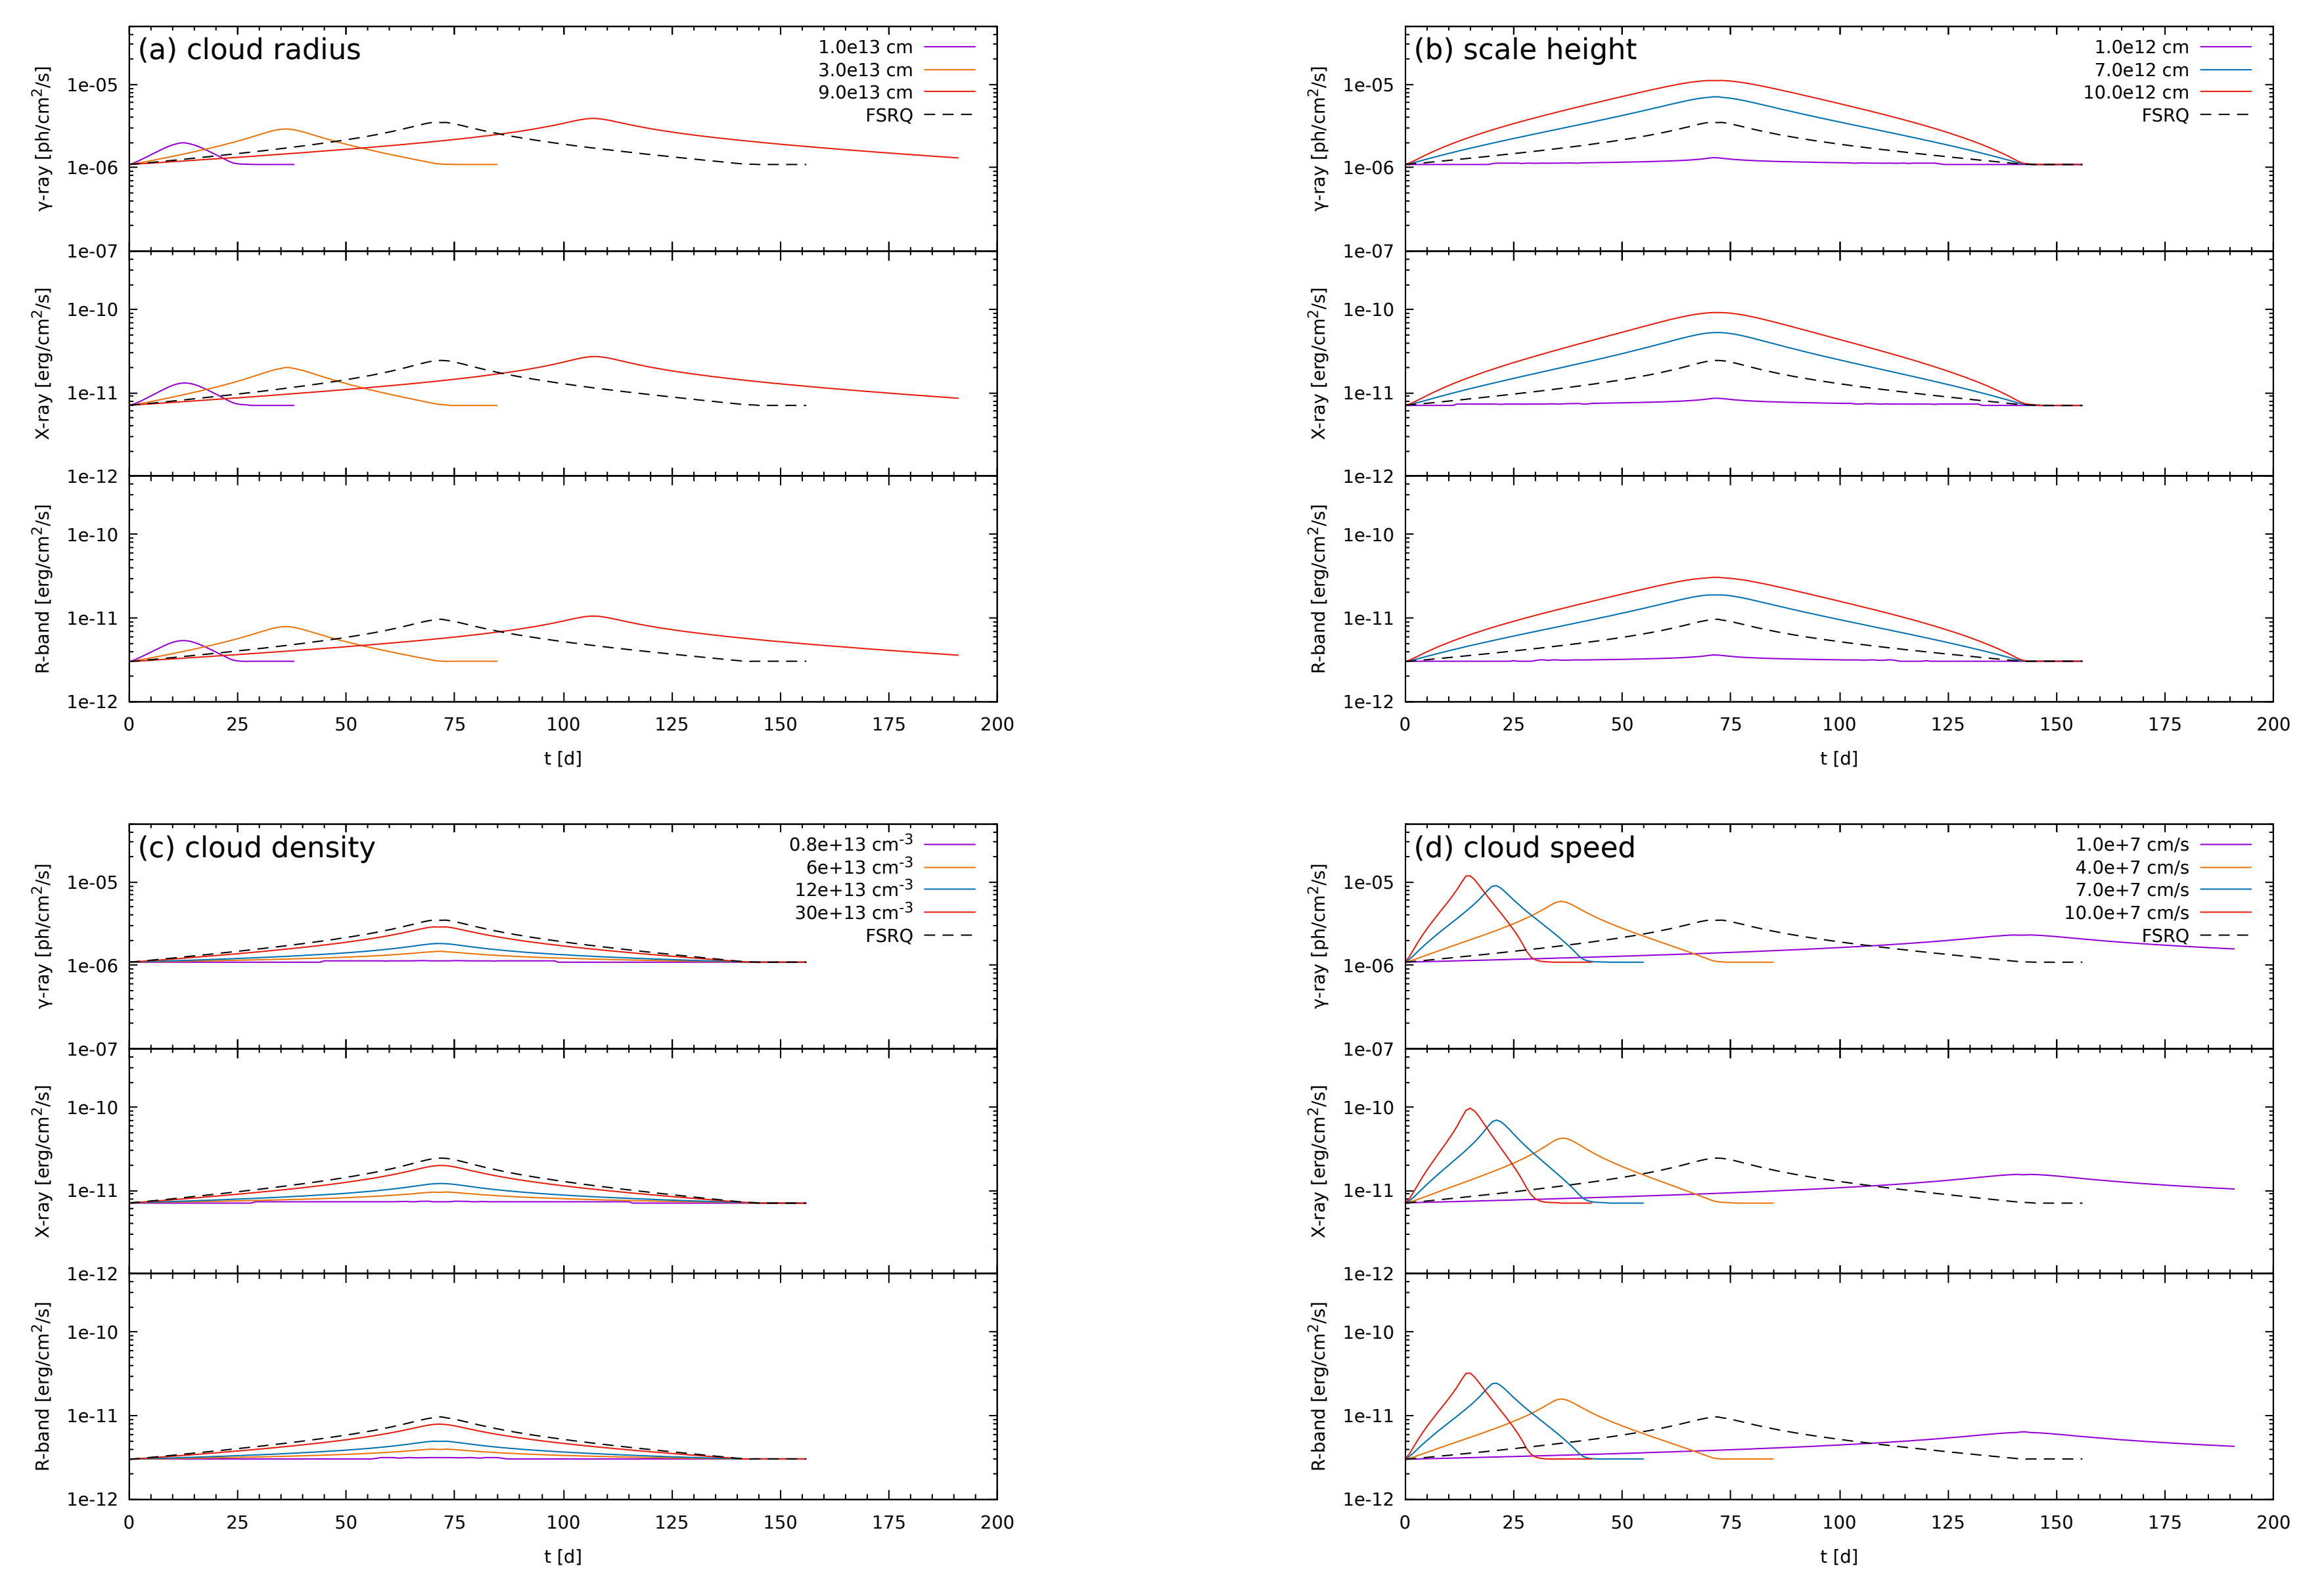 (a) cloud radius
1.0e13 cm
3.0e13 cm
9.0e13 cm
FSRQ
γ-ray [ph/cm²/s]
1e-05
1e-06
1e-07
X-ray [erg/cm²/s]
1e-10
1e-11
1e-12
R-band [erg/cm²/s]
1e-10
1e-11
1e-12
0 25 50 75 100 125 150 175 200
t [d]
(b) scale height
1.0e12 cm
7.0e12 cm
10.0e12 cm
FSRQ
γ-ray [ph/cm²/s]
1e-05
1e-06
1e-07
X-ray [erg/cm²/s]
1e-10
1e-11
1e-12
R-band [erg/cm²/s]
1e-10
1e-11
1e-12
0 25 50 75 100 125 150 175 200
t [d]
(c) cloud density
0.8e+13 cm⁻³
6e+13 cm⁻³
12e+13 cm⁻³
30e+13 cm⁻³
FSRQ
γ-ray [ph/cm²/s]
1e-05
1e-06
1e-07
X-ray [erg/cm²/s]
1e-10
1e-11
1e-12
R-band [erg/cm²/s]
1e-10
1e-11
1e-12
0 25 50 75 100 125 150 175 200
t [d]
(d) cloud speed
1.0e+7 cm/s
4.0e+7 cm/s
7.0e+7 cm/s
10.0e+7 cm/s
FSRQ
γ-ray [ph/cm²/s]
1e-05
1e-06
1e-07
X-ray [erg/cm²/s]
1e-10
1e-11
1e-12
R-band [erg/cm²/s]
1e-10
1e-11
1e-12
0 25 50 75 100 125 150 175 200
t [d]